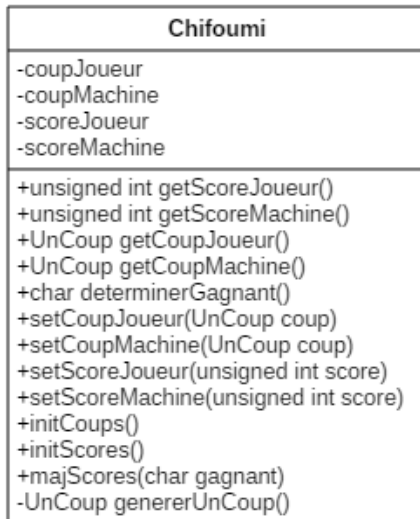 Chifoumi
-coupJoueur
-coupMachine
-scoreJoueur
-scoreMachine
+unsigned int getScoreJoueur()
+unsigned int getScoreMachine()
+UnCoup getCoupJoueur()
+UnCoup getCoupMachine()
+char determinerGagnant()
+setCoupJoueur(UnCoup coup)
+setCoupMachine(UnCoup coup)
+setScoreJoueur(unsigned int score)
+setScoreMachine(unsigned int score)
+initCoups()
+initScores()
+majScores(char gagnant)
-UnCoup genererUnCoup()